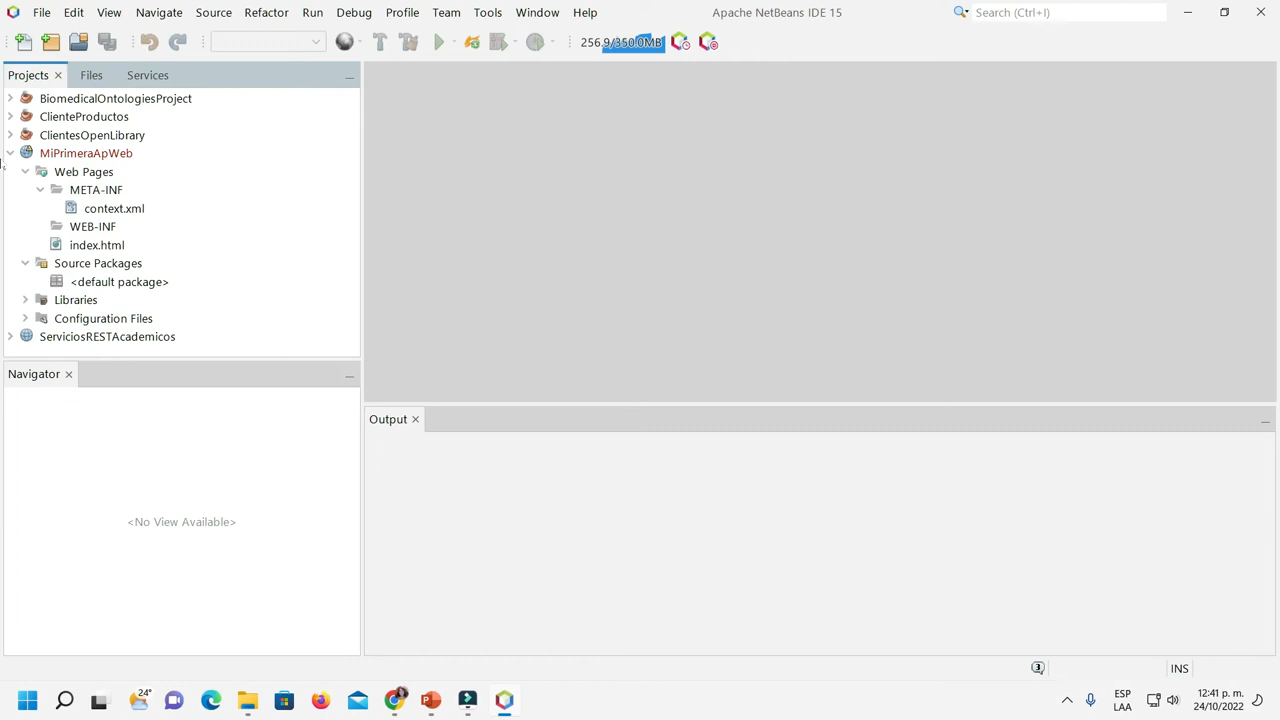 File Edit View Navigate Source Refactor Run Debug Profile Team Tools Window Help Apache NetBeans IDE 15 Search (Ctrl+I)
256.9/350.0MB
Projects Files Services
BiomedicalOntologiesProject
ClienteProductos
ClientesOpenLibrary
MiPrimeraApWeb
Web Pages
META-INF
context.xml
WEB-INF
index.html
Source Packages
<default package>
Libraries
Configuration Files
ServiciosRESTAcademicos
Navigator
<No View Available>
Output
3 INS
24°
ESP
LAA
12:41 p. m.
24/10/2022